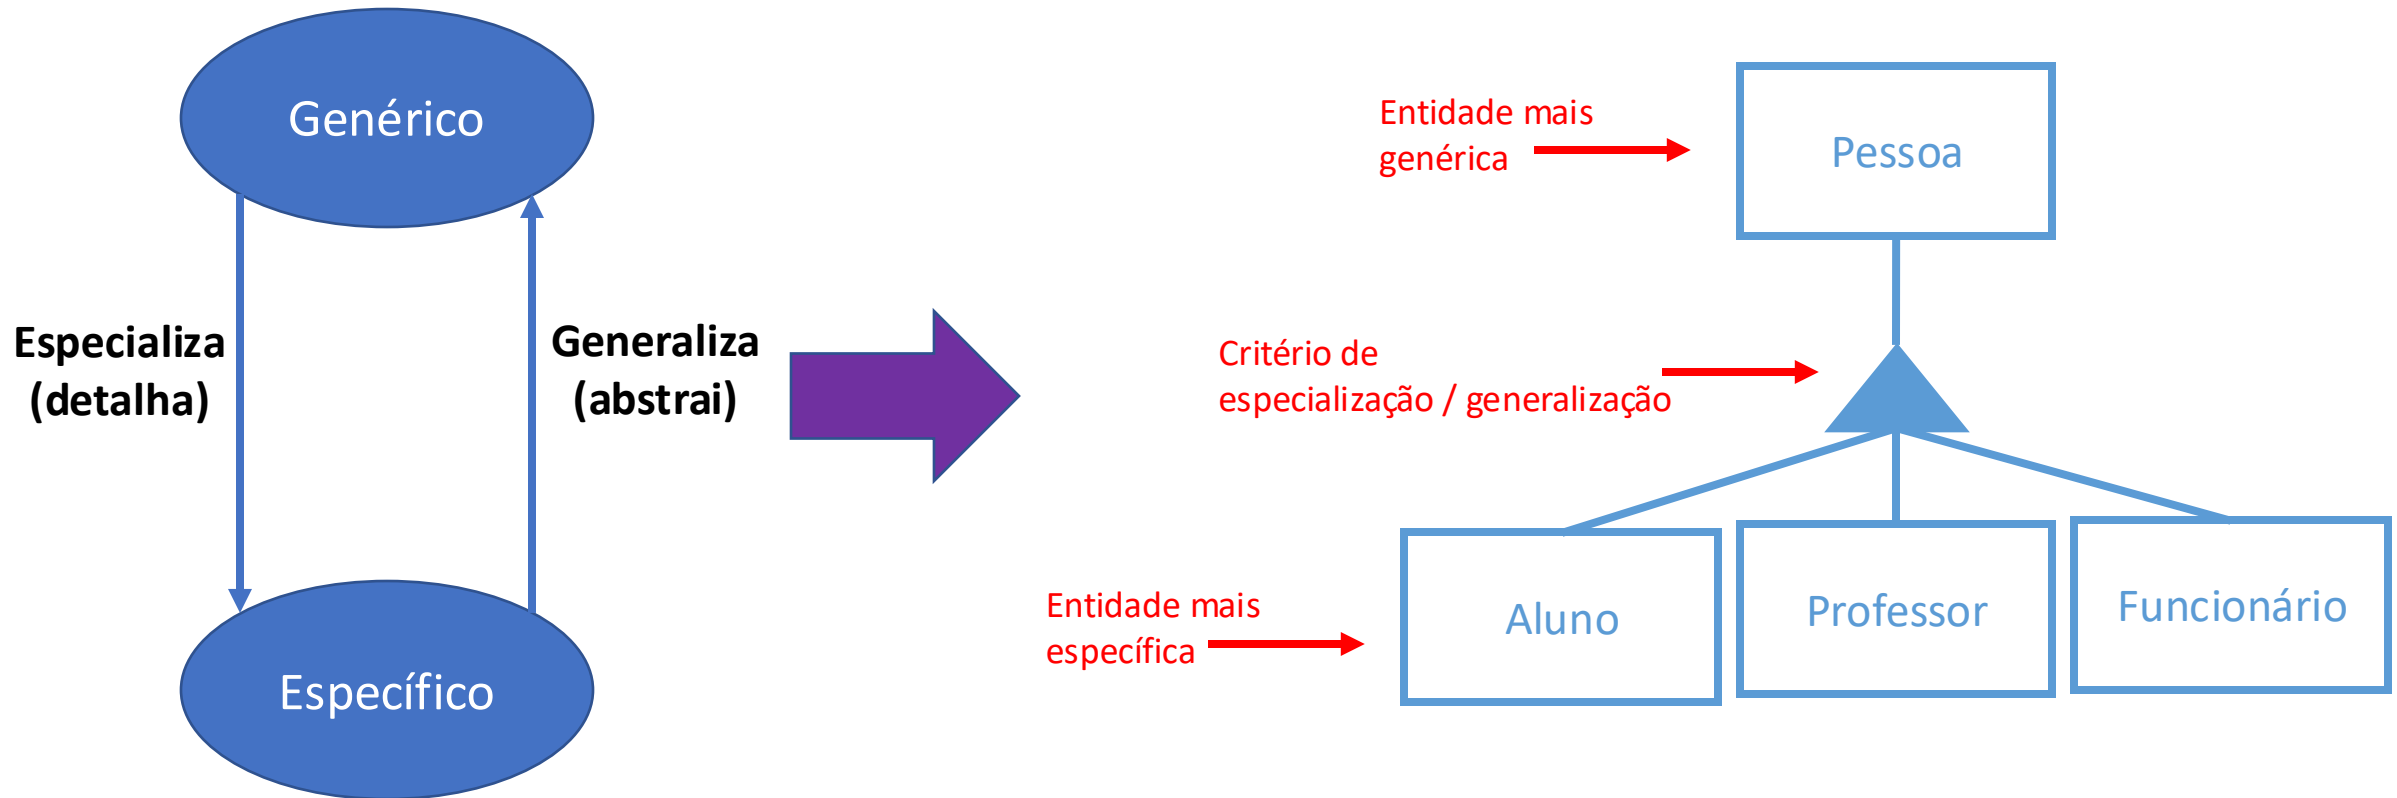 Genérico
Especializa
(detalha)
Generaliza
(abstrai)
Específico
Entidade mais
genérica
Pessoa
Critério de
especialização / generalização
Entidade mais
específica
Aluno
Professor
Funcionário